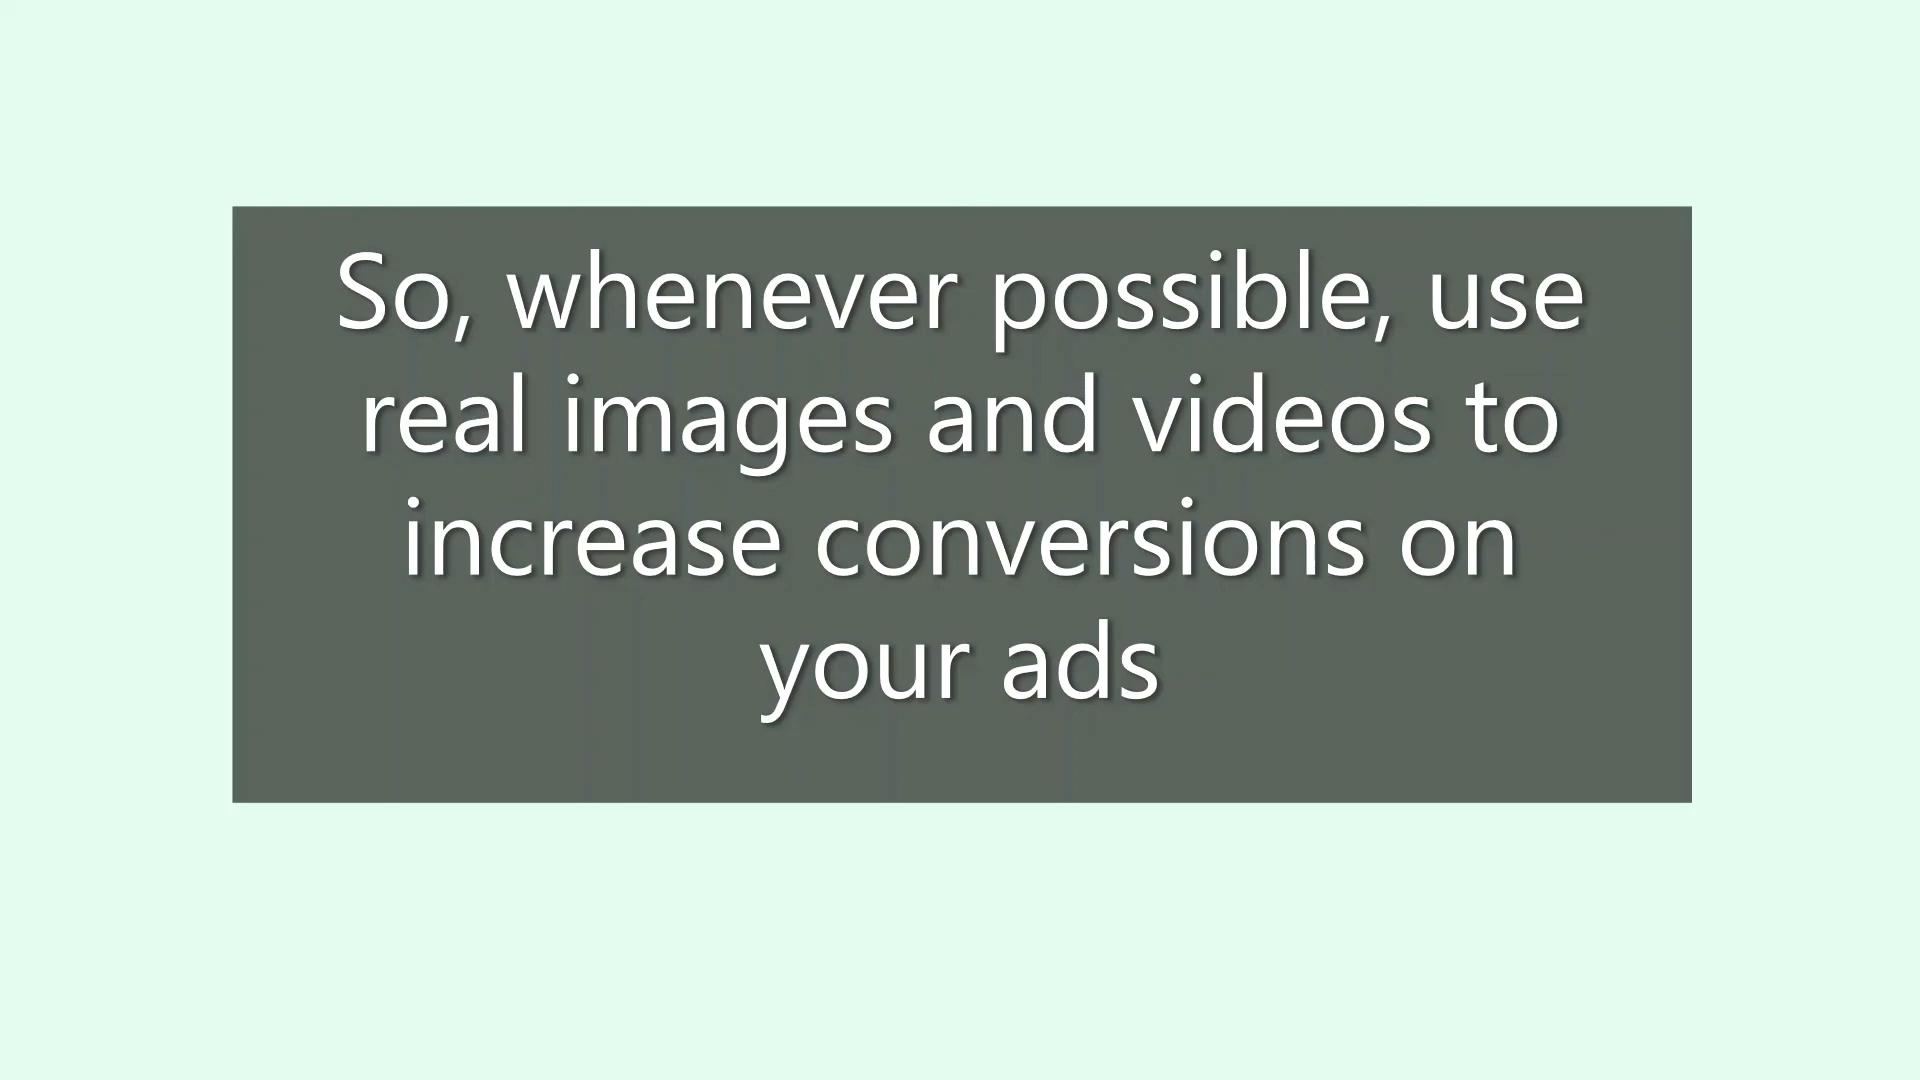 So, whenever possible, use
real images and videos to
increase conversions on
your ads